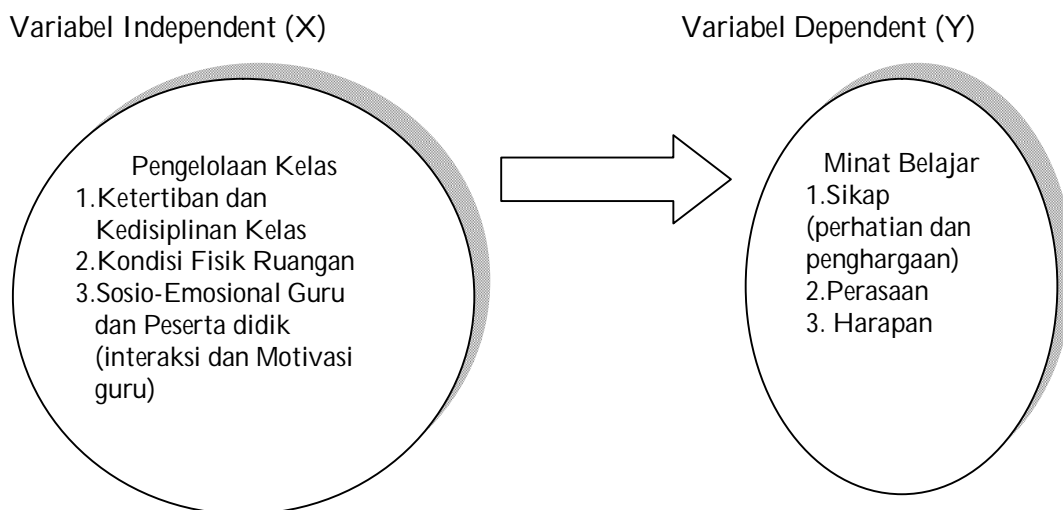 Variabel Independent (X)
Variabel Dependent (Y)
Pengelolaan Kelas
1.Ketertiban dan
Kedisiplinan Kelas
2.Kondisi Fisik Ruangan
3.Sosio-Emosional Guru
dan Peserta didik
(interaksi dan Motivasi
guru)
Minat Belajar
1.Sikap
(perhatian dan
penghargaan)
2.Perasaan
3. Harapan